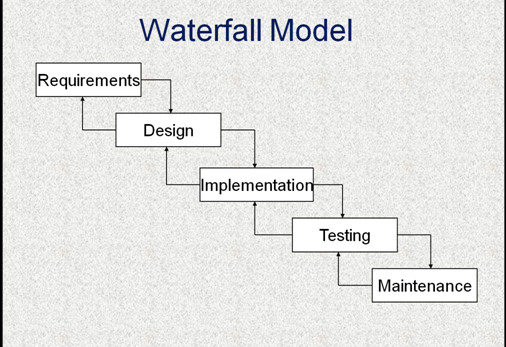 Waterfall Model
Requirements
Design
Implementation
Testing
Maintenance